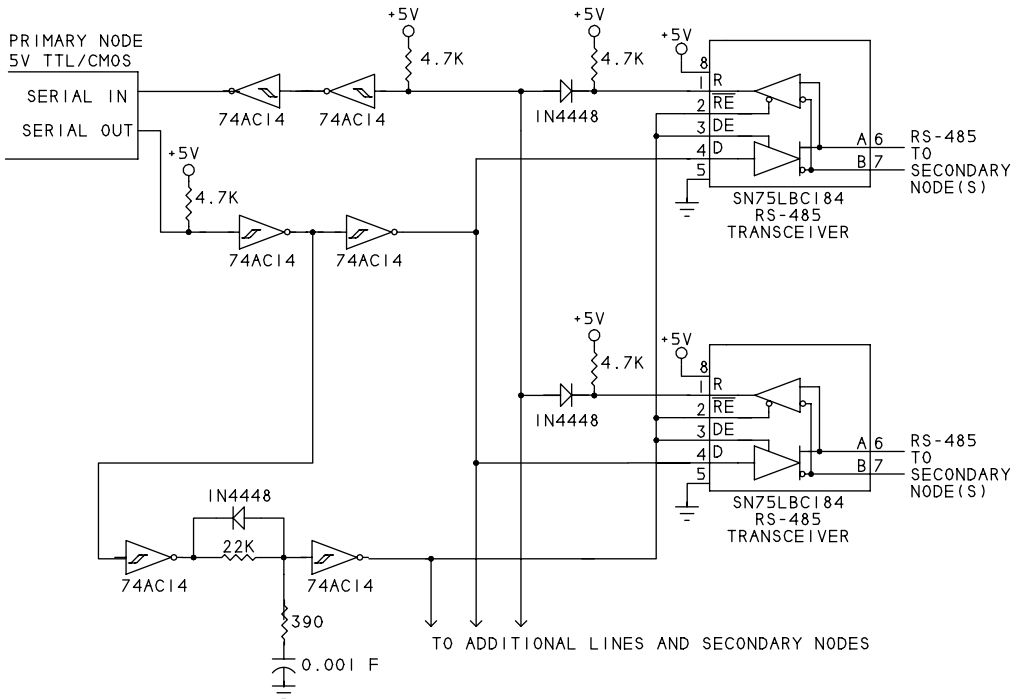 PRIMARY NODE
5V TTL/CMOS
SERIAL IN
SERIAL OUT
+5V
4.7K
74AC14
74AC14
+5V
4.7K
1N4448
+5V
4.7K
74AC14
74AC14
+5V
8
1 R
2 RE
3 DE
4 D
5
A 6
B 7
RS-485
TO
SECONDARY
NODE(S)
SN75LBC184
RS-485
TRANSCEIVER
+5V
4.7K
1N4448
+5V
8
1 R
2 RE
3 DE
4 D
5
A 6
B 7
RS-485
TO
SECONDARY
NODE(S)
SN75LBC184
RS-485
TRANSCEIVER
1N4448
22K
74AC14
74AC14
390
0.001 F
TO ADDITIONAL LINES AND SECONDARY NODES